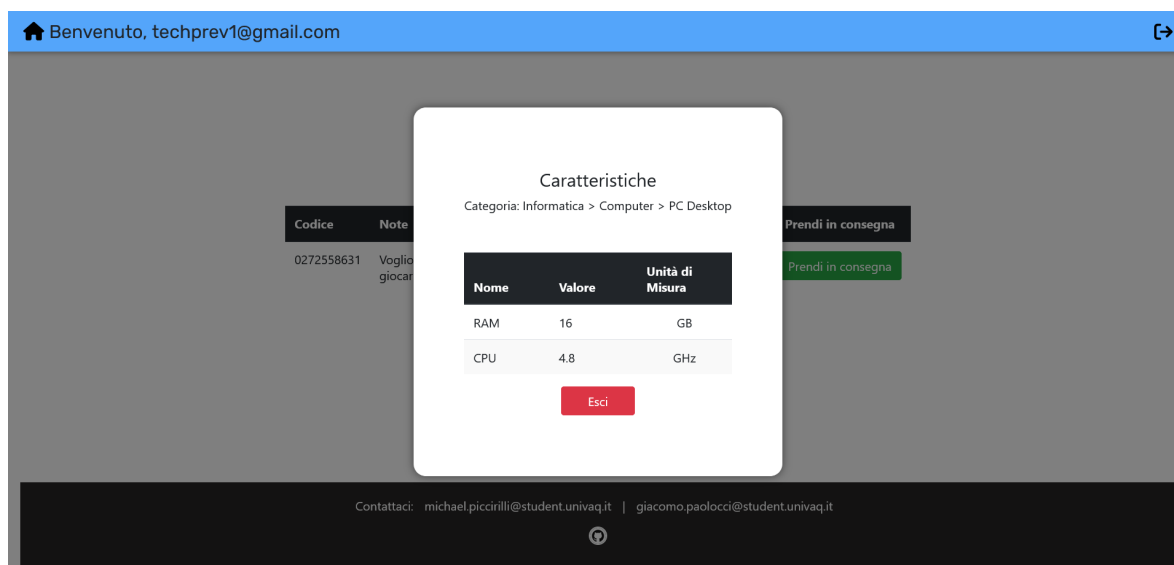 Benvenuto, techprev1@gmail.com
Caratteristiche
Categoria: Informatica > Computer > PC Desktop
Codice Note Prendi in consegna
0272558631 Voglio Prendi in consegna
giocar
Nome Valore Unità di Misura
RAM 16 GB
CPU 4.8 GHz
Esci
Contattaci: michael.piccirilli@student.univaq.it | giacomo.paolocci@student.univaq.it